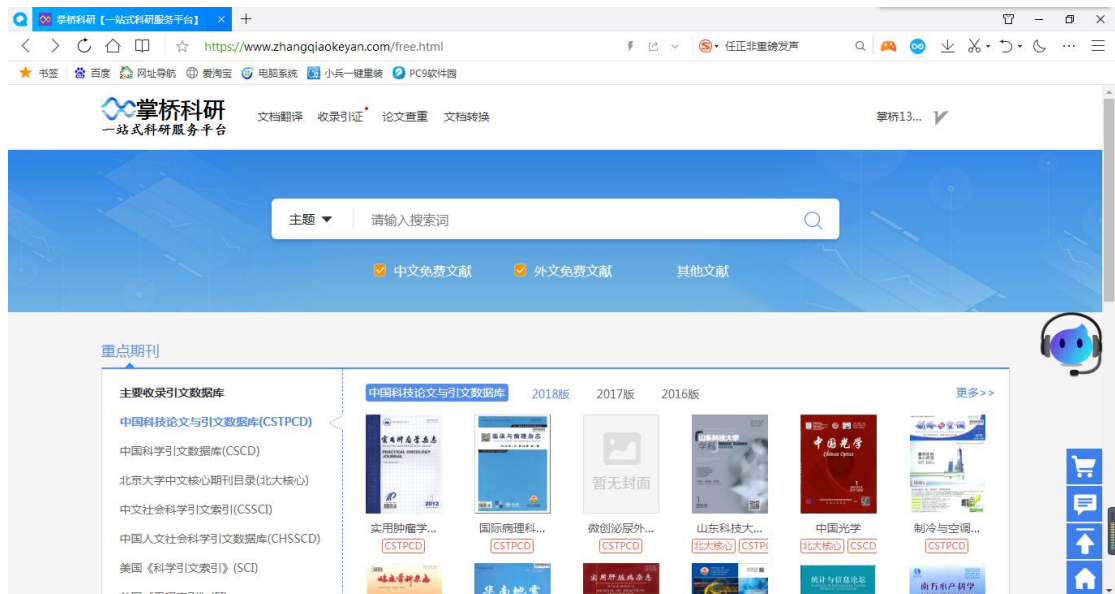 掌桥科研【一站式科研服务平台】
https://www.zhangqiaokeyan.com/free.html
任正非重磅发声
书签 百度 网址导航 爱淘宝 电脑系统 小兵一键重装 PC9软件园
掌桥科研
一站式科研服务平台
文档翻译 收录引证 论文查重 文档转换
掌桥13...
主题 请输入搜索词
中文免费文献 外文免费文献 其他文献
重点期刊
主要收录引文数据库
中国科技论文与引文数据库(CSTPCD)
中国科学引文数据库(CSCD)
北京大学中文核心期刊目录(北大核心)
中文社会科学引文索引(CSSCI)
中国人文社会科学引文数据库(CHSSCD)
美国《科学引文索引》(SCI)
中国科技论文与引文数据库 2018版 2017版 2016版 更多>>
实用肿瘤杂志
PRACTICAL ONCOLOGY
JOURNAL
2013
临床与病理杂志
暂无封面
山东科技大学
学报
中国光学
Chinese Optics
制冷与空调
实用肿瘤学... 国际病理科... 微创泌尿外... 山东科技大... 中国光学 制冷与空调...
CSTPCD CSTPCD CSTPCD 北大核心 CSTPC 北大核心 CSCD CSTPCD
临床骨科杂志
华南地震
实用肝脏病杂志
统计与信息论坛
南方水产科学